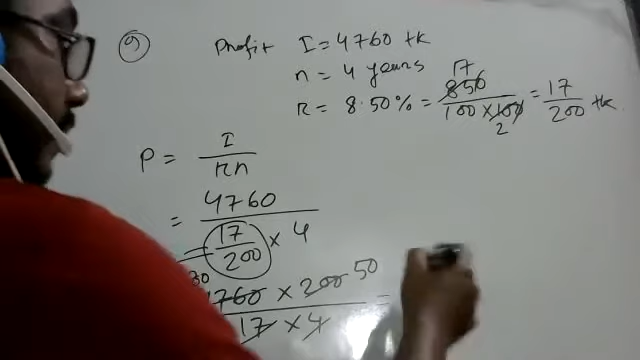 9) Profit I = 4760 tk
n = 4 years
r = 8.50% = 850/100×100 = 17/200 tk
17
2
P = I/rn
= 4760/(17/200 × 4)
760 × 200 50
17 × 4 =